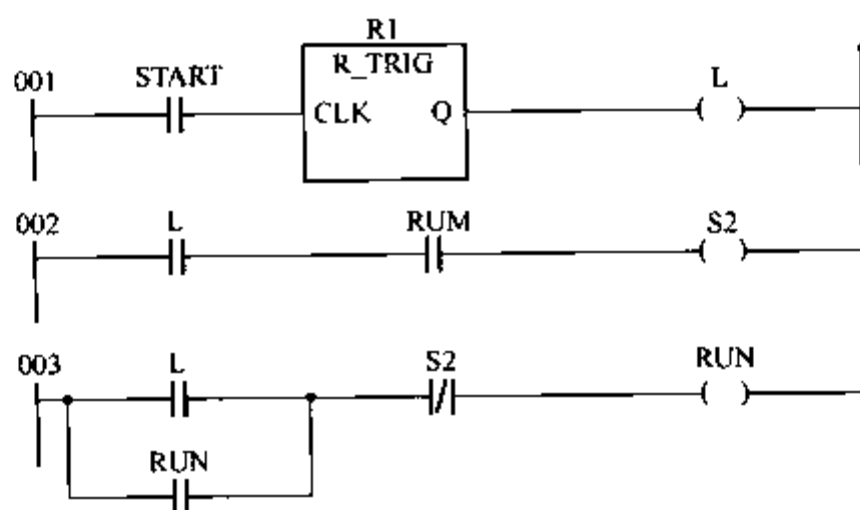 R1
001 START R_TRIG L
CLK Q
002 L RUM S2
003 L S2 RUN
RUN